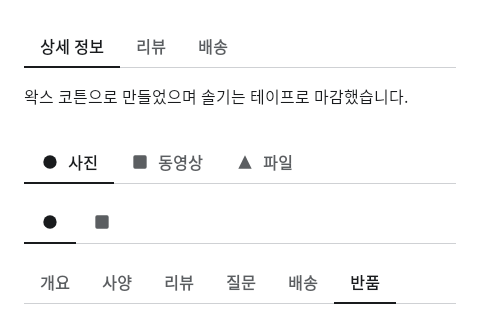 상세 정보 리뷰 배송
왁스 코튼으로 만들었으며 솔기는 테이프로 마감했습니다.
사진 동영상 파일
개요 사양 리뷰 질문 배송 반품